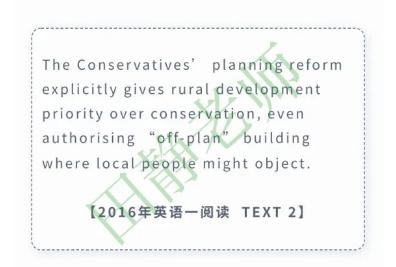 The Conservatives’ planning reform
explicitly gives rural development
priority over conservation, even
authorising “off-plan” building
where local people might object.
【2016年英语一阅读 TEXT 2】
田静老师